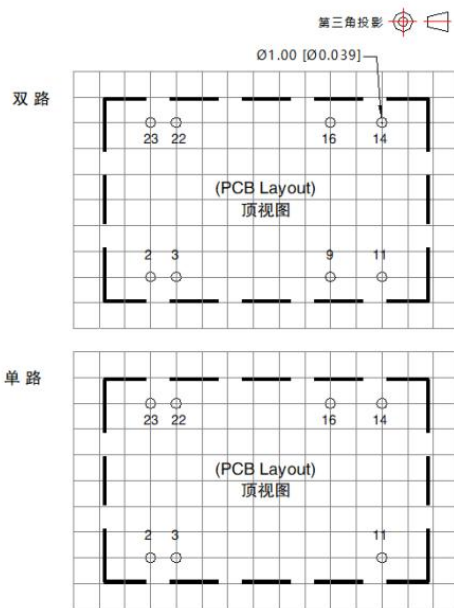 第三角投影
Ø1.00 [Ø0.039]
双 路
23 22 16 14
(PCB Layout)
顶视图
2 3 9 11
单 路
23 22 16 14
(PCB Layout)
顶视图
2 3 11